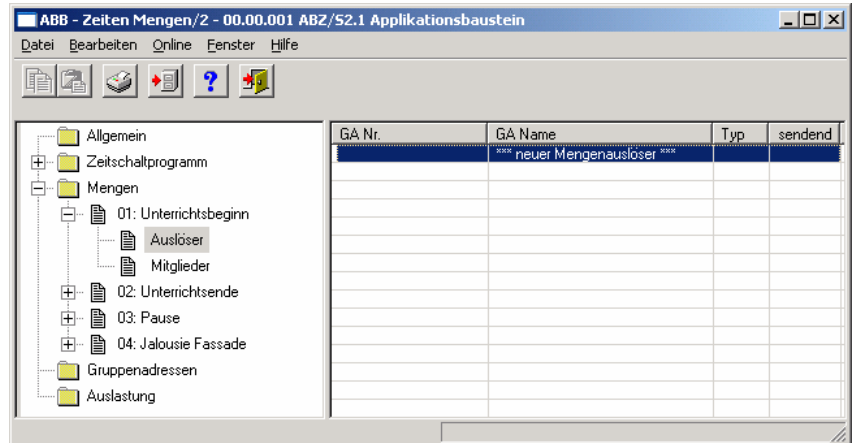 ABB - Zeiten Mengen/2 - 00.00.001 ABZ/S2.1 Applikationsbaustein
Datei Bearbeiten Online Fenster Hilfe
GA Nr. GA Name Typ sendend
*** neuer Mengenauslöser ***
Allgemein
Zeitschaltprogramm
Mengen
01: Unterrichtsbeginn
Auslöser
Mitglieder
02: Unterrichtsende
03: Pause
04: Jalousie Fassade
Gruppenadressen
Auslastung